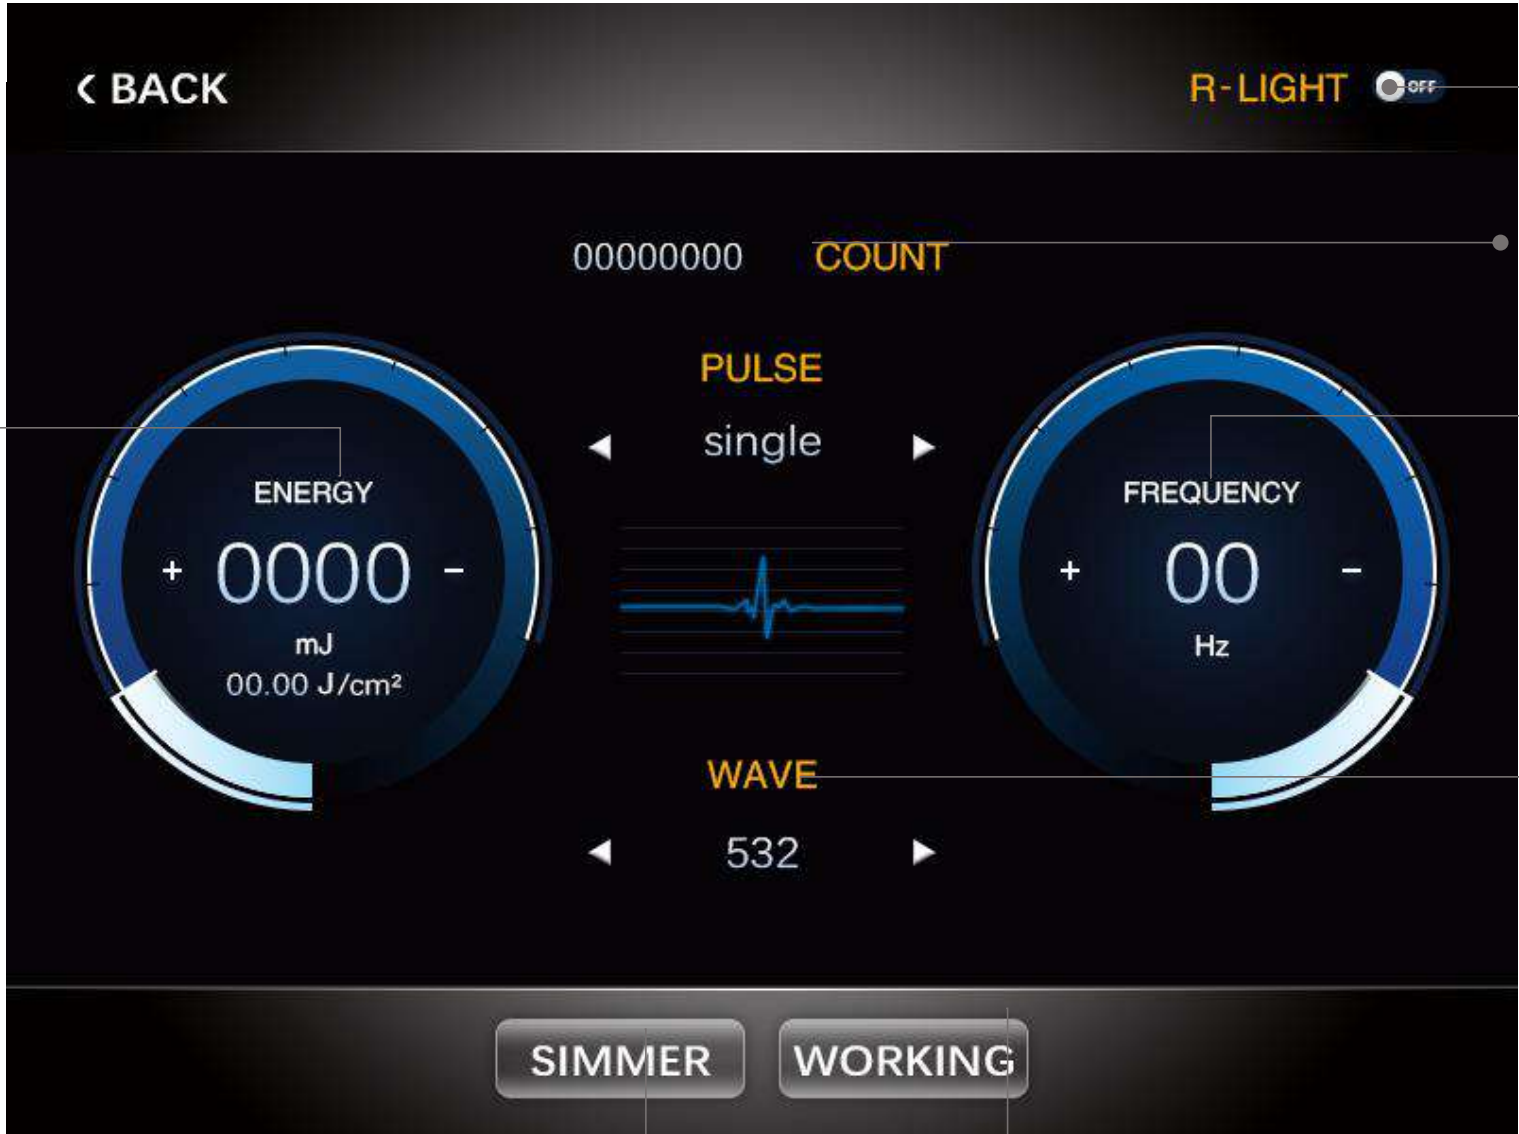 < BACK
R-LIGHT OFF
00000000 COUNT
PULSE
single
ENERGY
+ 0000 -
mJ
00.00 J/cm²
FREQUENCY
+ 00 -
Hz
WAVE
532
SIMMER
WORKING